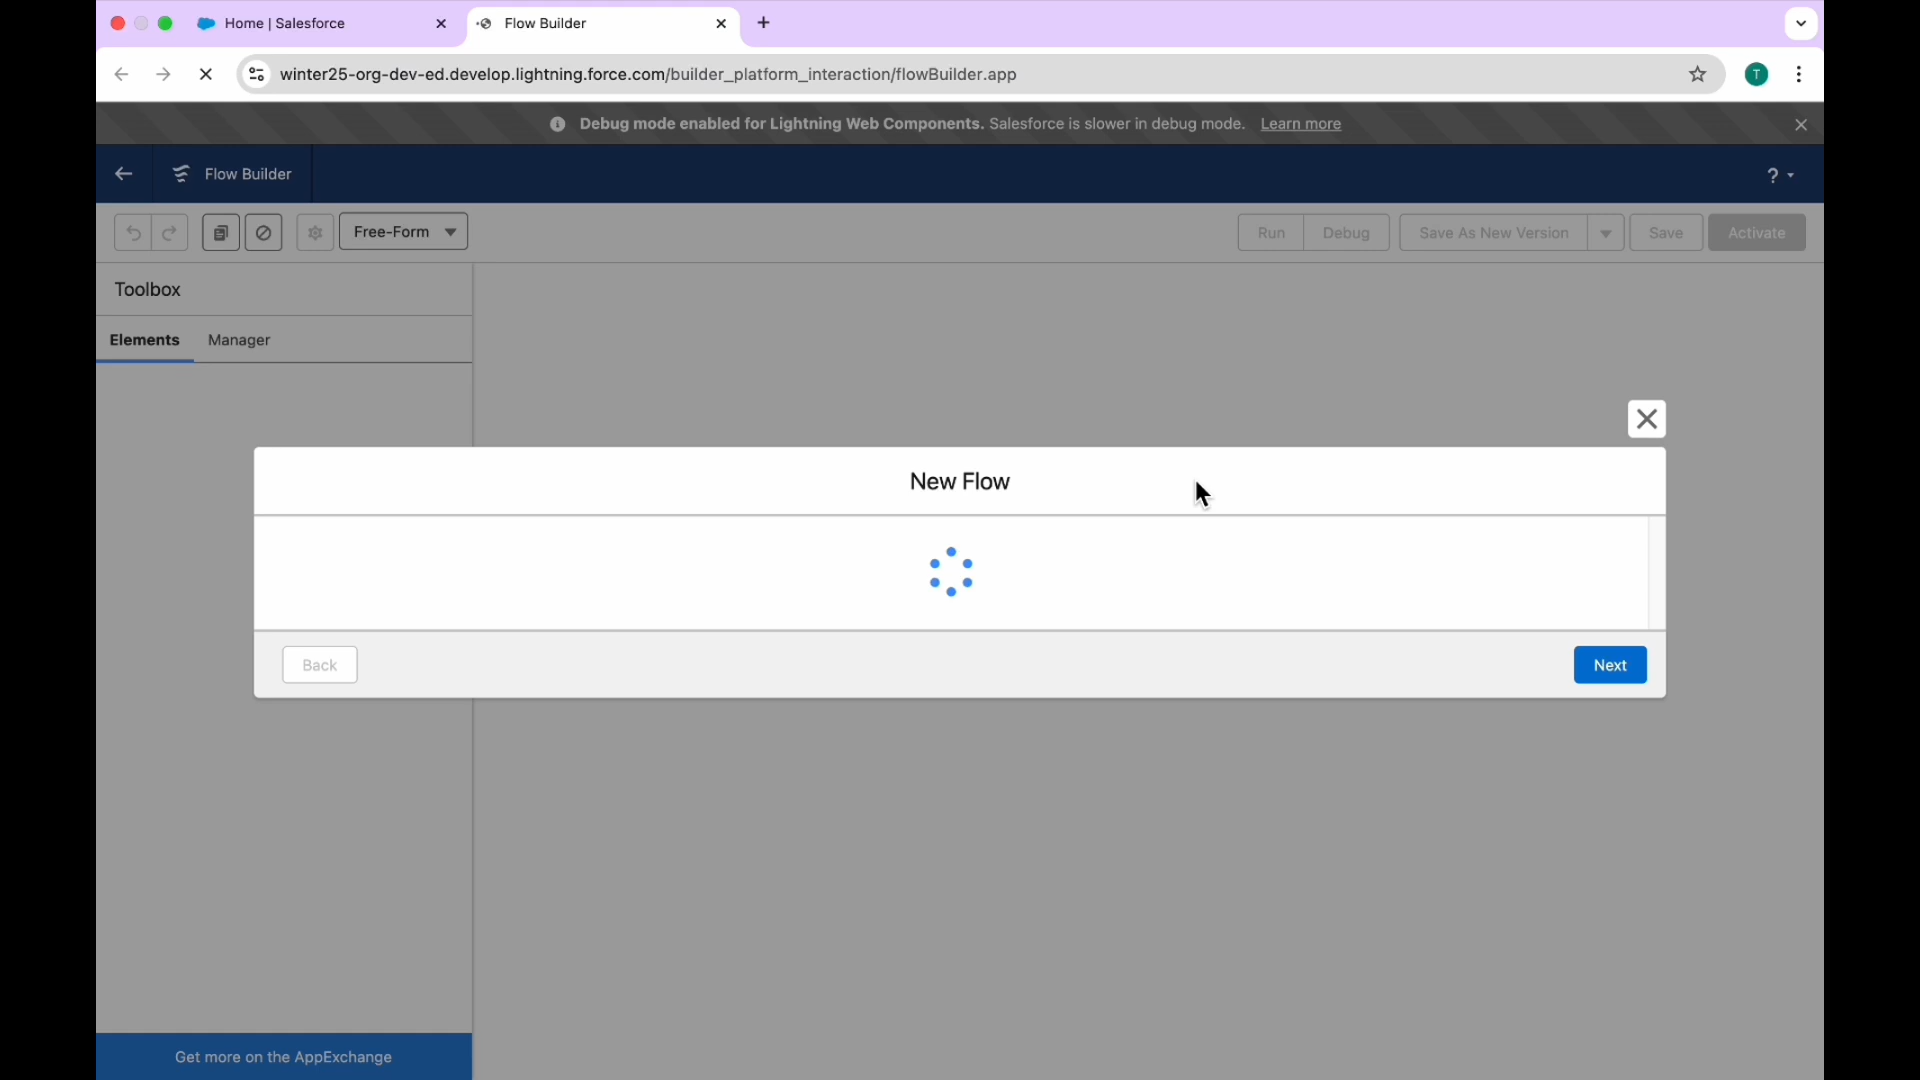 Home | Salesforce
Flow Builder
winter25-org-dev-ed.develop.lightning.force.com/builder_platform_interaction/flowBuilder.app
T
Debug mode enabled for Lightning Web Components. Salesforce is slower in debug mode. Learn more
Flow Builder
?
Free-Form
Run
Debug
Save As New Version
Save
Activate
Toolbox
Elements
Manager
New Flow
Back
Next
Get more on the AppExchange